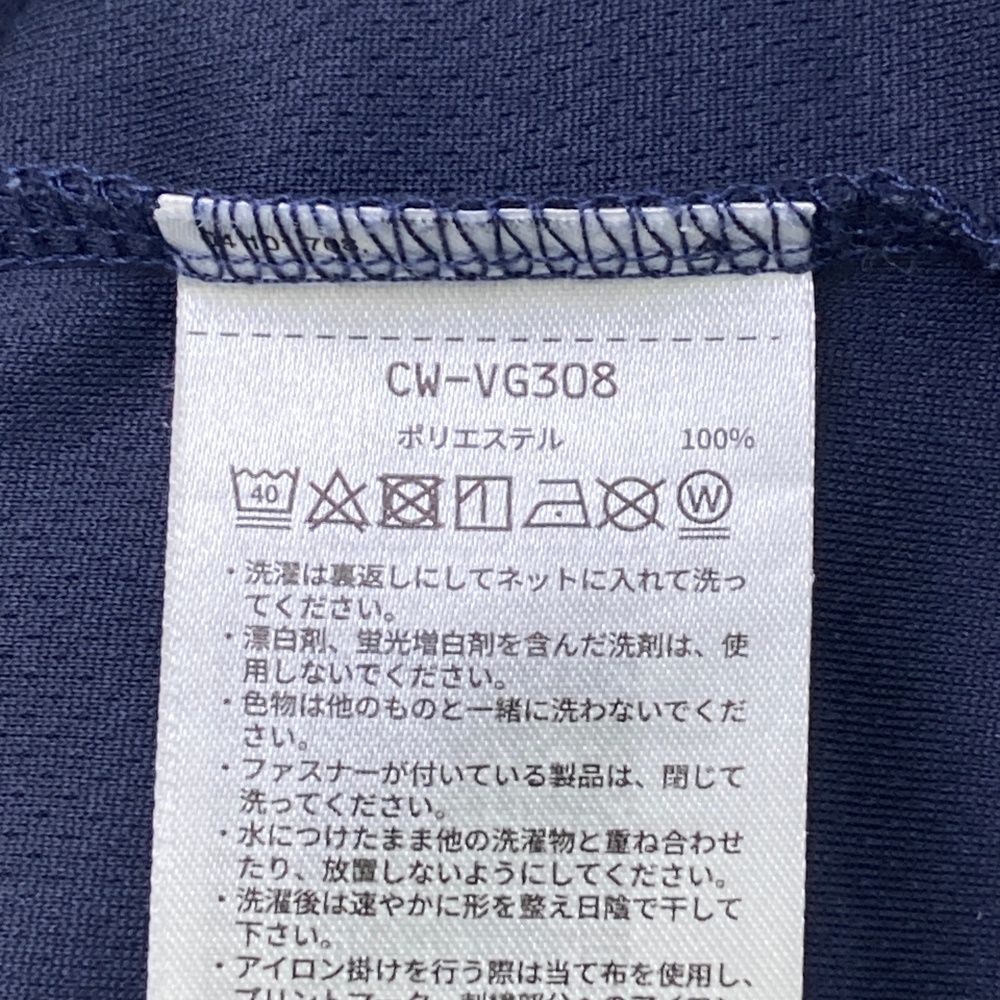 CW-VG308
ポリエステル 100%
40
W
・洗濯は裏返しにしてネットに入れて洗っ
てください。
・漂白剤、蛍光増白剤を含んだ洗剤は、使
用しないでください。
・色物は他のものと一緒に洗わないでくだ
さい。
・ファスナーが付いている製品は、閉じて
洗ってください。
・水につけたまま他の洗濯物と重ね合わせ
たり、放置しないようにしてください。
・洗濯後は速やかに形を整え日陰で干して
下さい。
・アイロン掛けを行う際は当て布を使用し、